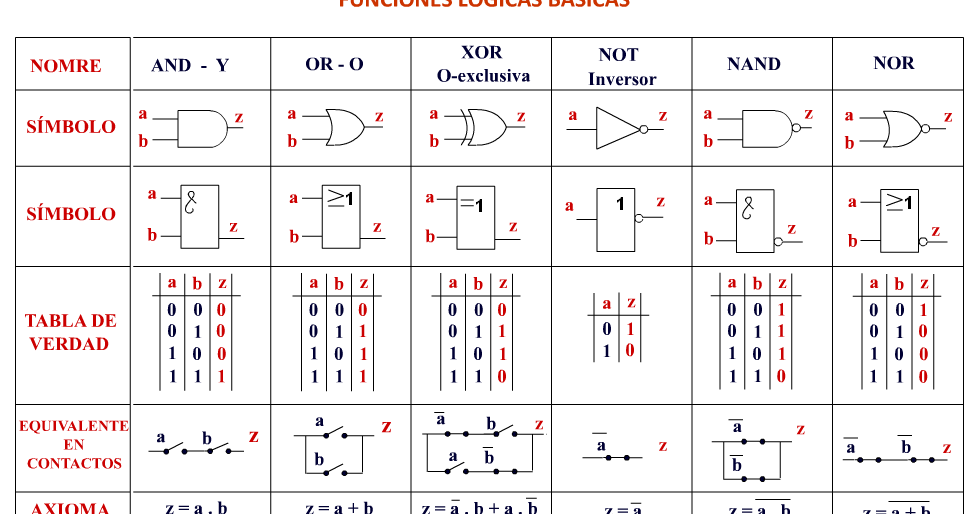 FUNCIONES LOGICAS BASICAS
NOMRE AND - Y OR - O XOR O-exclusiva NOT Inversor NAND NOR
SÍMBOLO a b z a b z a b z a z a b z a b z
SÍMBOLO a b & z a b ≥1 z a b =1 z a 1 z a b & z a b ≥1 z
TABLA DE VERDAD
a b z a b z a b z a z a b z a b z
0 0 0 0 0 0 0 0 0 0 1 0 0 1 0 0 1
0 1 0 0 1 1 0 1 1 1 0 0 1 1 0 1 0
1 0 0 1 0 1 1 0 1 1 0 1 1 0 0
1 1 1 1 1 1 1 1 0 1 1 0 1 1 0
EQUIVALENTE EN CONTACTOS
a b z a b z a̅ b z a b̅ a̅ z a̅ b̅ z a̅ b̅ z
AXIOMA z = a . b z = a + b z = a̅ . b + a . b̅ z = a̅ z = a̅ ̅.̅ ̅b̅ z = a̅ ̅+̅ ̅b̅